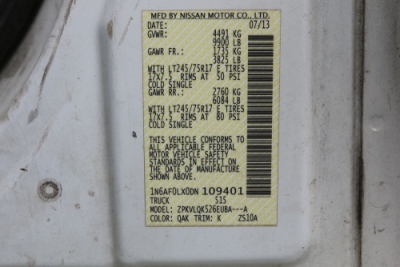 MFD BY NISSAN MOTOR CO., LTD.
DATE: 07/13
GVWR: 4491 KG
9900 LB
GAWR FR.: 1735 KG
3825 LB
WITH LT245/75R17 E TIRES
17X7.5 RIMS AT 50 PSI
COLD SINGLE
GAWR RR.: 2760 KG
6084 LB
WITH LT245/75R17 E TIRES
17X7.5 RIMS AT 80 PSI
COLD SINGLE
THIS VEHICLE CONFORMS TO
ALL APPLICABLE FEDERAL
MOTOR VEHICLE SAFETY
STANDARDS IN EFFECT ON
THE DATE OF MANUFACTURE
SHOWN ABOVE.
1N6AF0LX0DN 109401
TRUCK 515
MODEL: ZPKVLQK526EU8A---A
COLOR: QAK TRIM: K ZS10A